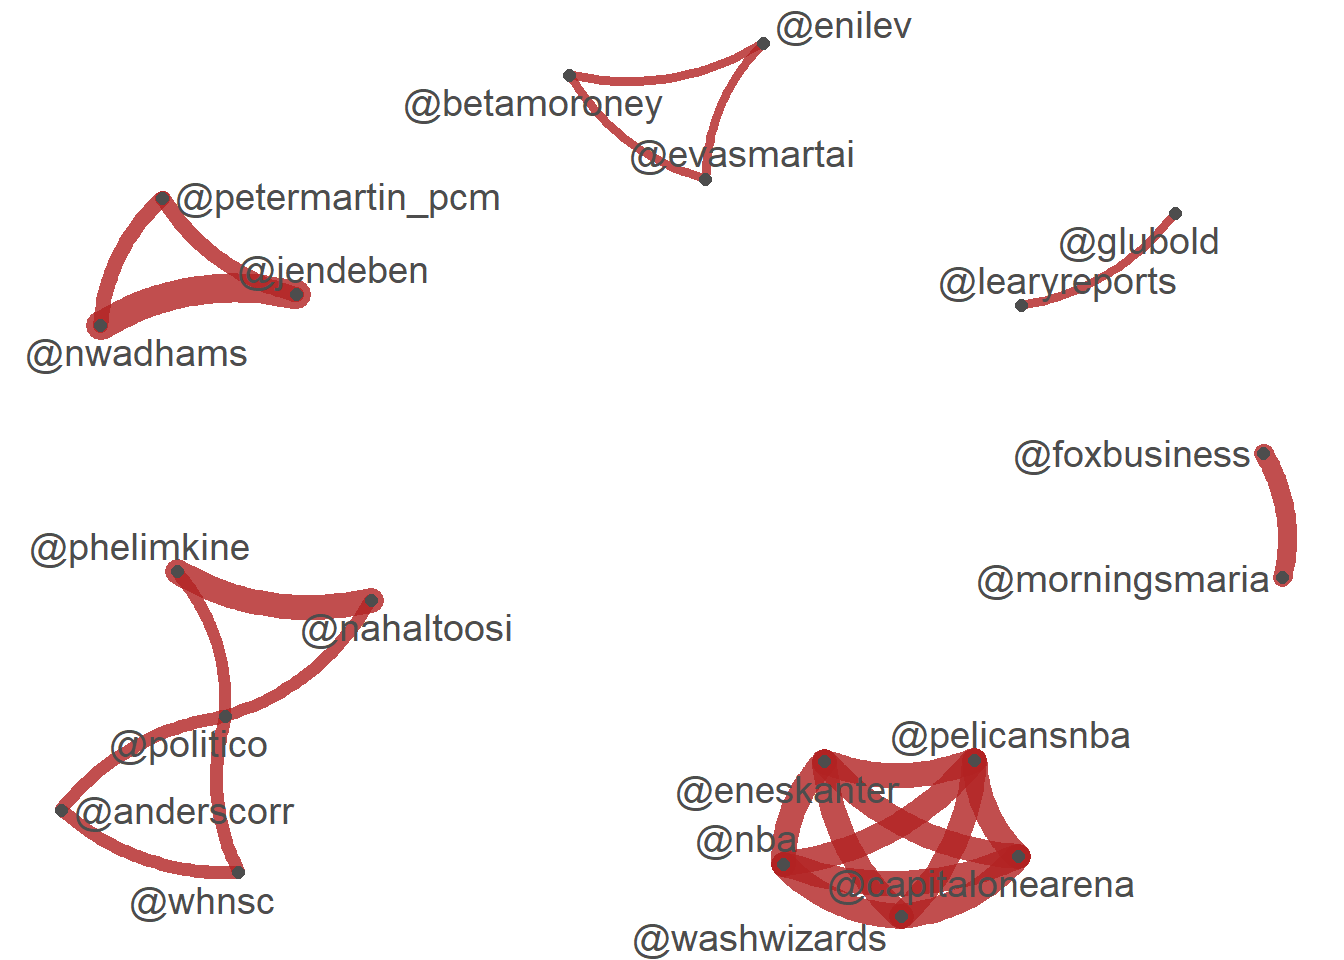 @enilev
@betamoroney
@evasmartai
@petermartin_pcm
@glubold
@jendeben
@learyreports
@nwadhams
@foxbusiness
@phelimkine
@morningsmaria
@nahaltoosi
@pelicansnba
@politico
@eneskanter
@anderscorr
@nba
@capitalonearena
@whnsc
@washwizards